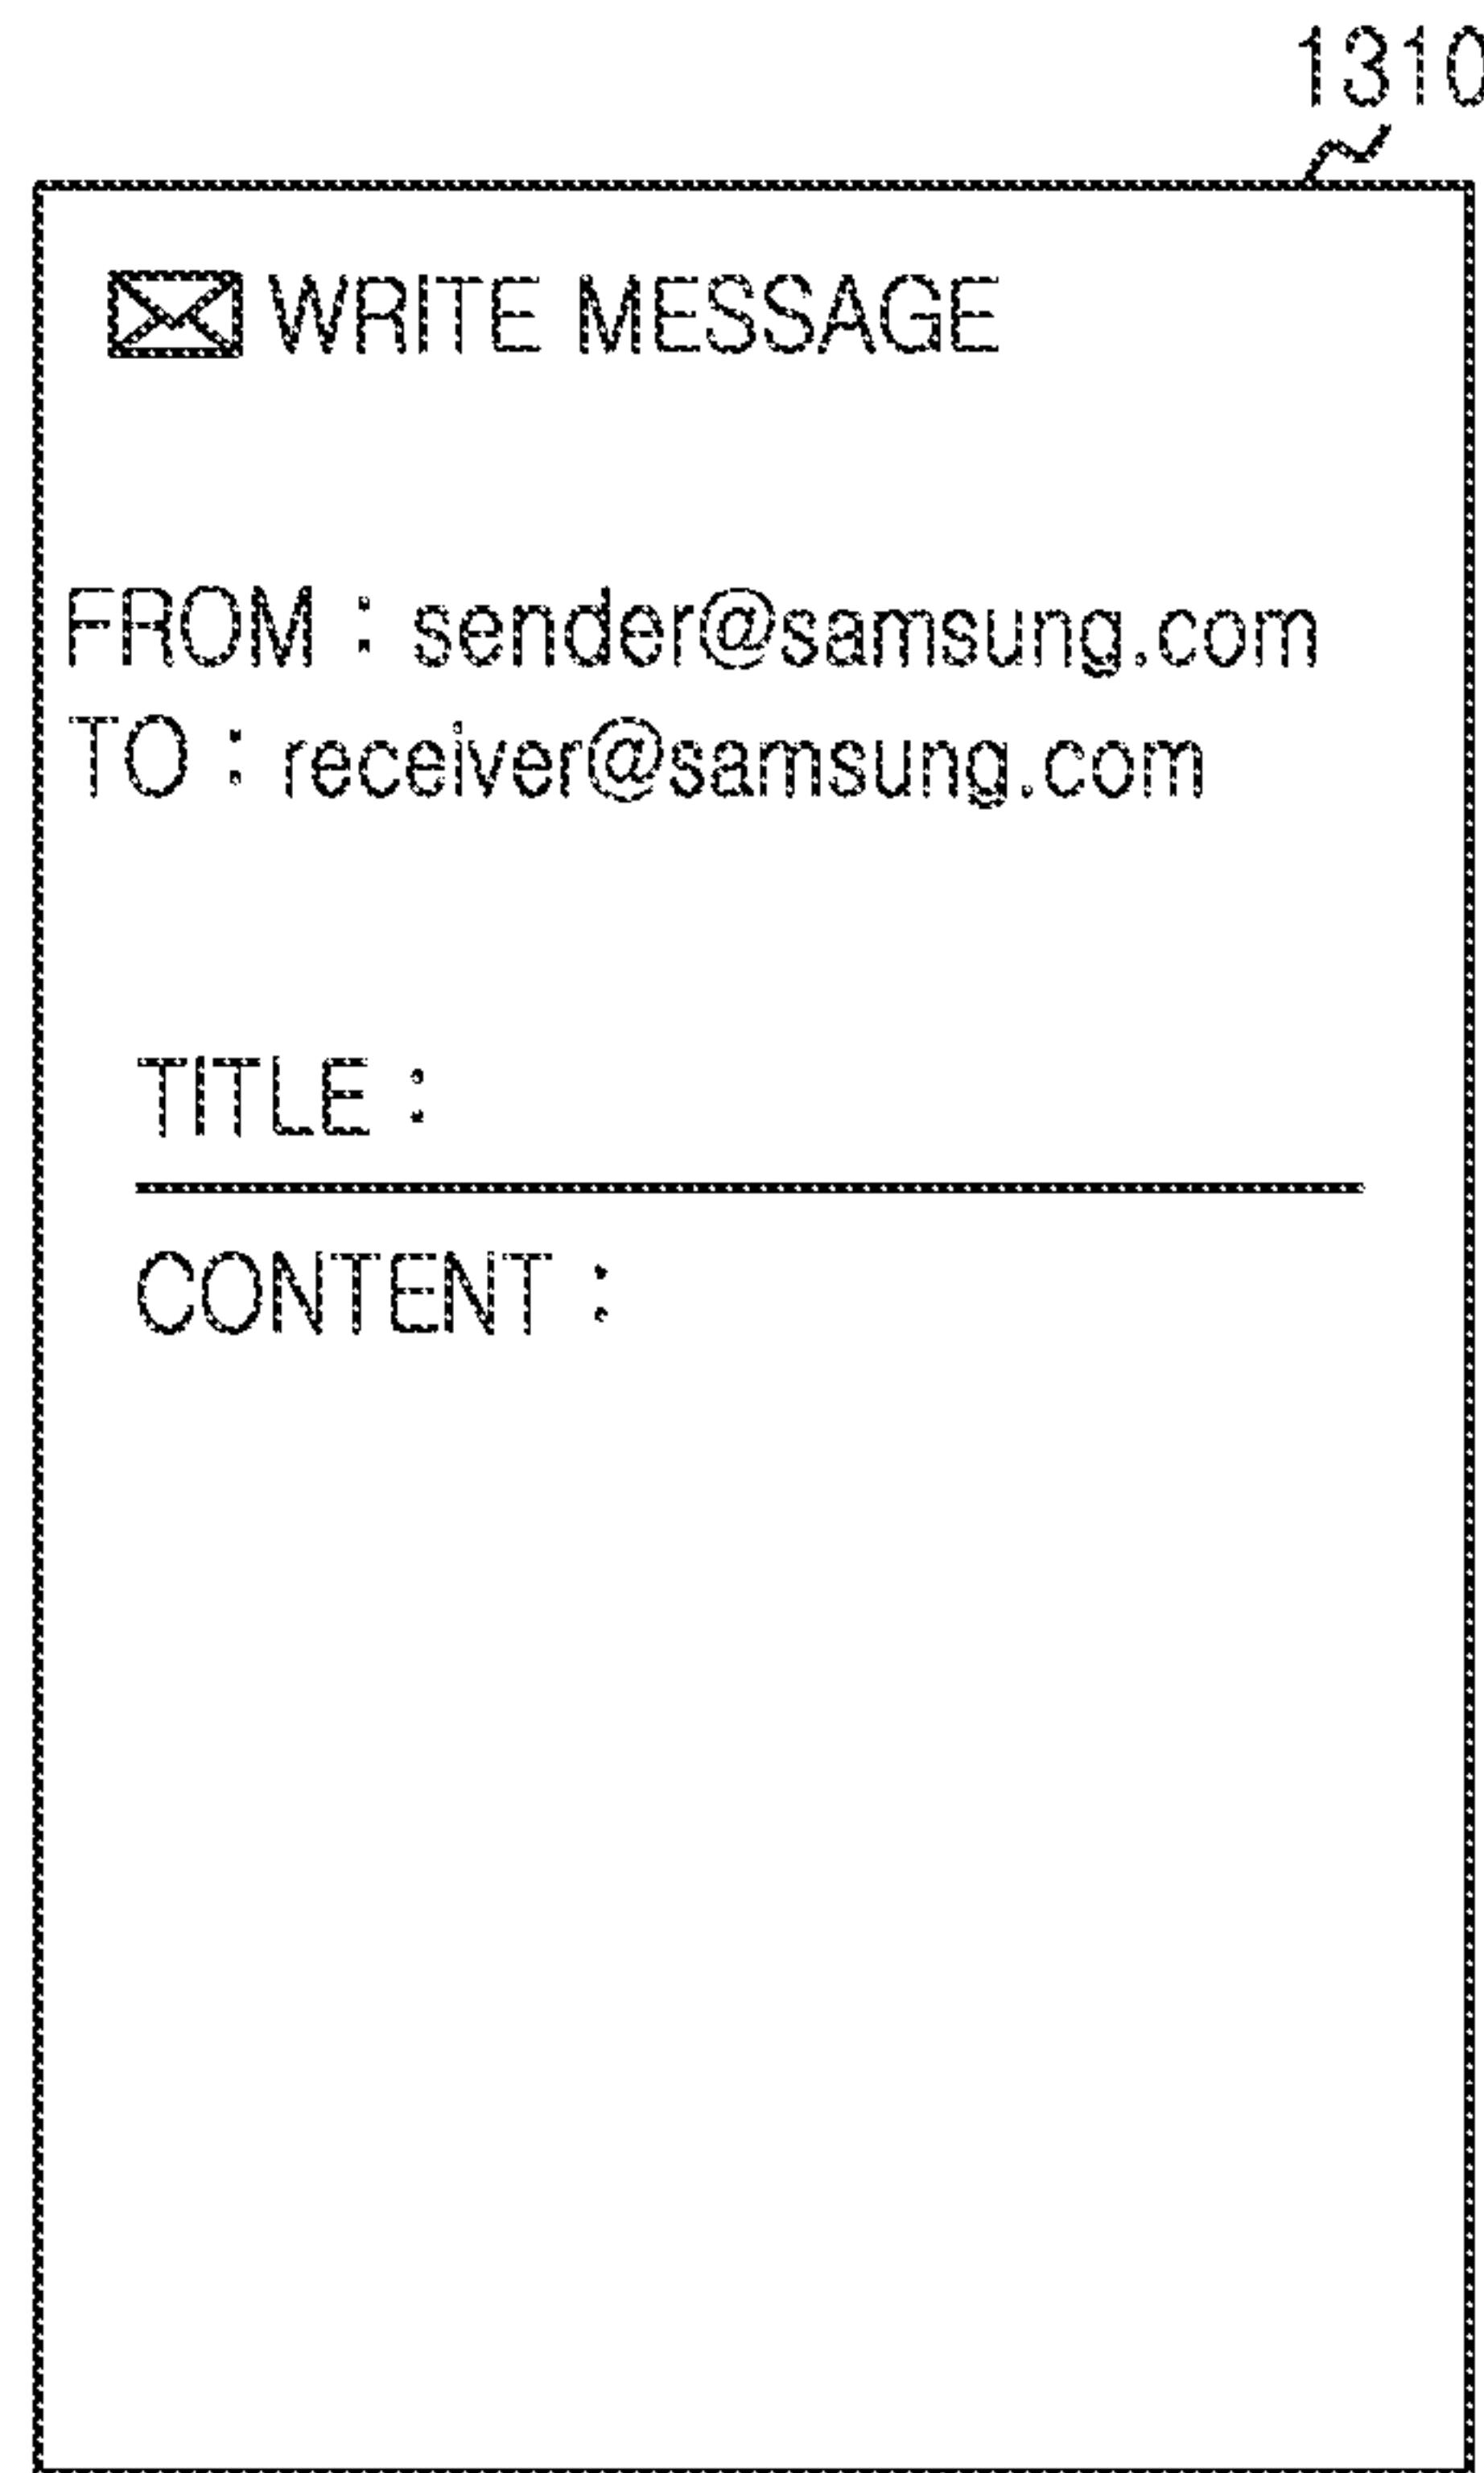 1310
WRITE MESSAGE
FROM : sender@samsung.com
TO : receiver@samsung.com
TITLE :
CONTENT :